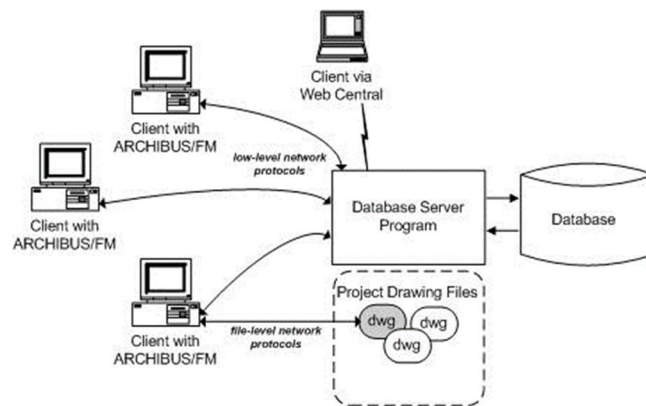 Client via
Web Central
Client with
ARCHIBUS/FM
low-level network
protocols
Client with
ARCHIBUS/FM
Database Server
Program
Database
Project Drawing Files
dwg
dwg
dwg
file-level network
protocols
Client with
ARCHIBUS/FM